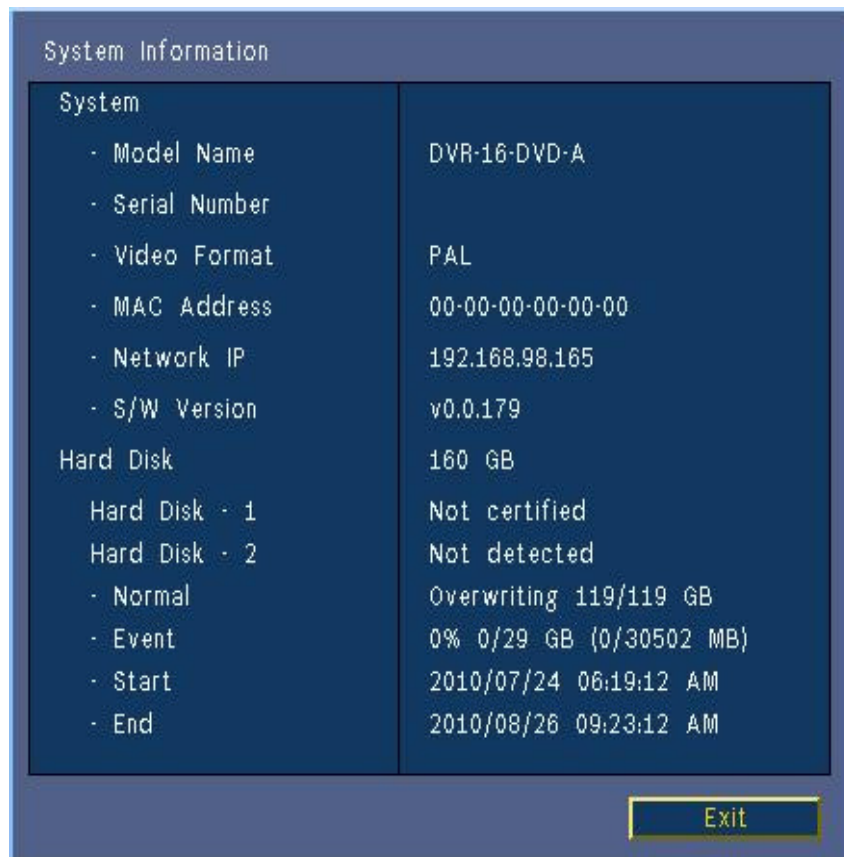 System Information
System
- Model Name DVR-16-DVD-A
- Serial Number
- Video Format PAL
- MAC Address 00-00-00-00-00-00
- Network IP 192.168.98.165
- S/W Version v0.0.179
Hard Disk 160 GB
Hard Disk - 1 Not certified
Hard Disk - 2 Not detected
- Normal Overwriting 119/119 GB
- Event 0% 0/29 GB (0/30502 MB)
- Start 2010/07/24 06:19:12 AM
- End 2010/08/26 09:23:12 AM
Exit